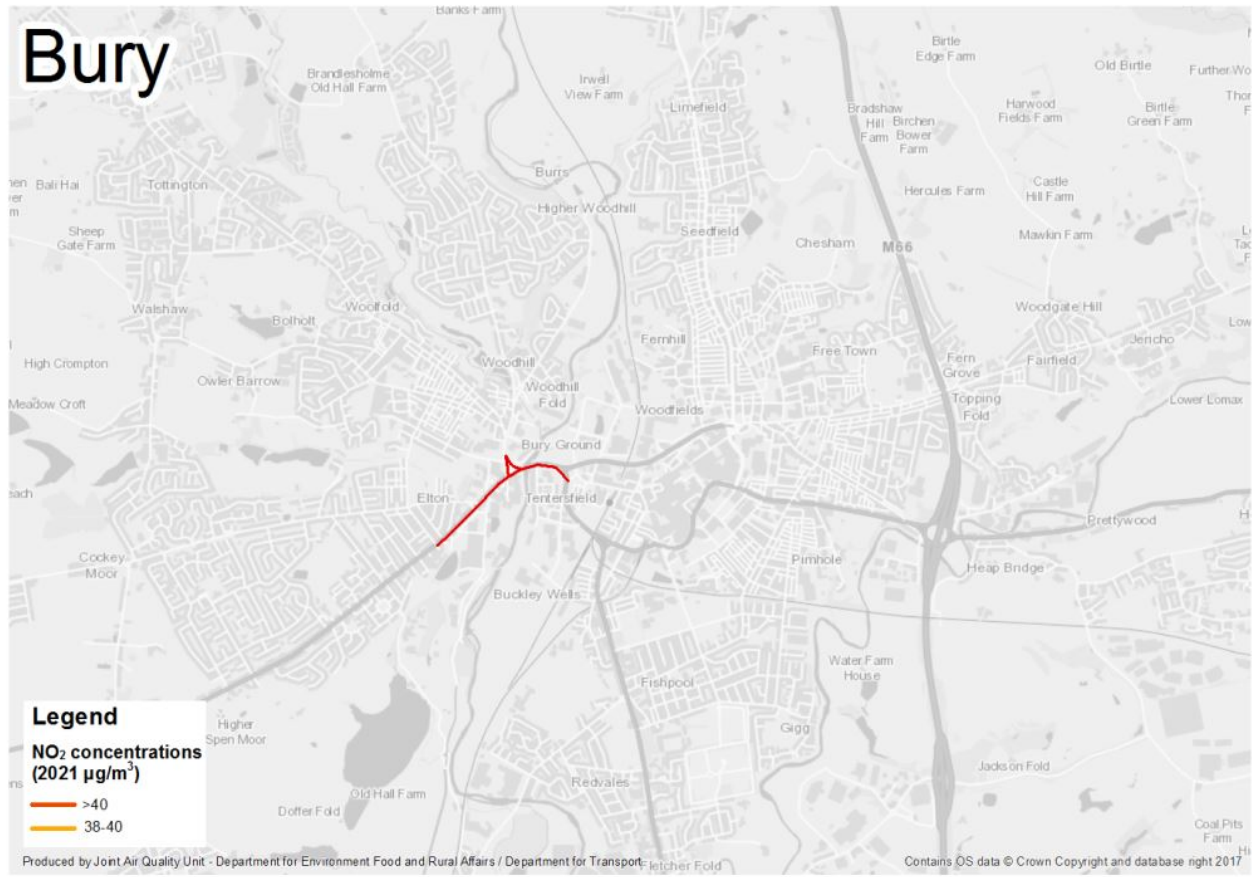 Bury
Banks Farm
Birtle
Edge Farm
Old Birtle
Brandlesholme
Old Hall Farm
Irwell
View Farm
Further Wo
Limefield
Bradshaw
Hill
Farm
Birchen
Bower
Farm
Harwood
Fields Farm
Birtle
Green Farm
Burrs
Bali Hai
Tottington
Castle
Hill Farm
Hercules Farm
Higher Woodhill
Sheep
Gate Farm
Seedfield
Chesham
M66
Mawkin Farm
Walshaw
Woolfold
Bolholt
Woodgate Hill
Fernhill
Free Town
Jericho
High Crompton
Woodhill
Fern
Grove
Fairfield
Owler Barrow
Woodhill
Fold
Topping
Fold
Meadow Croft
Woodfields
Lower Lomax
Bury Ground
Elton
Tentersfield
Prettywood
Cockey
Moor
Pimhole
Heap Bridge
Buckley Wells
Water Farm
House
Fishpool
Higher
Spen Moor
Gigg
Jackson Fold
Redvales
Old Hall Farm
Doffer Fold
Coal Pits
Farm
Fletcher Fold
Legend
NO₂ concentrations
(2021 µg/m³)
>40
38-40
Produced by Joint Air Quality Unit - Department for Environment Food and Rural Affairs / Department for Transport
Contains OS data © Crown Copyright and database right 2017